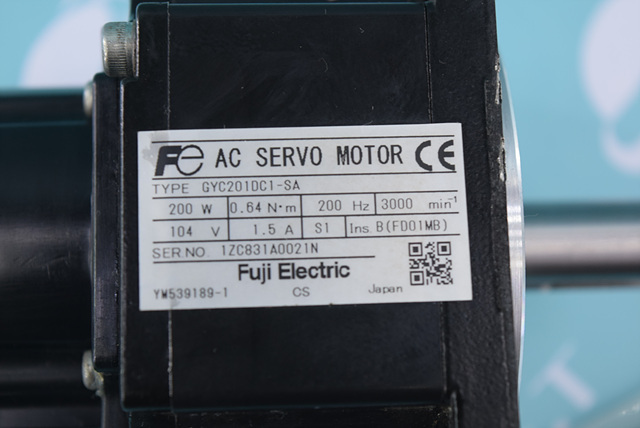 Fe AC SERVO MOTOR CE
TYPE GYC201DC1-SA
200 W 0.64 N·m 200 Hz 3000 min-1
104 V 1.5 A S1 Ins. B(FD01MB)
SER.NO. 1ZC831A0021N
Fuji Electric
YM539189-1 CS Japan